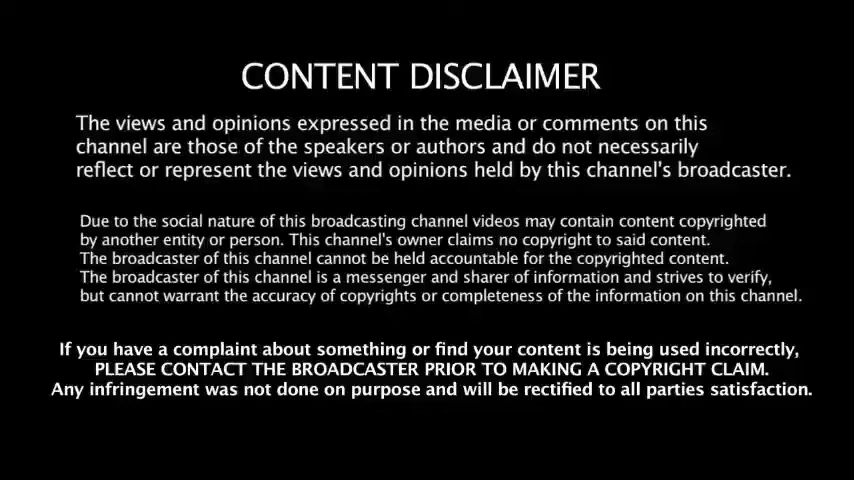 CONTENT DISCLAIMER
The views and opinions expressed in the media or comments on this
channel are those of the speakers or authors and do not necessarily
reflect or represent the views and opinions held by this channel's broadcaster.
Due to the social nature of this broadcasting channel videos may contain content copyrighted
by another entity or person. This channel's owner claims no copyright to said content.
The broadcaster of this channel cannot be held accountable for the copyrighted content.
The broadcaster of this channel is a messenger and sharer of information and strives to verify,
but cannot warrant the accuracy of copyrights or completeness of the information on this channel.
If you have a complaint about something or find your content is being used incorrectly,
PLEASE CONTACT THE BROADCASTER PRIOR TO MAKING A COPYRIGHT CLAIM.
Any infringement was not done on purpose and will be rectified to all parties satisfaction.